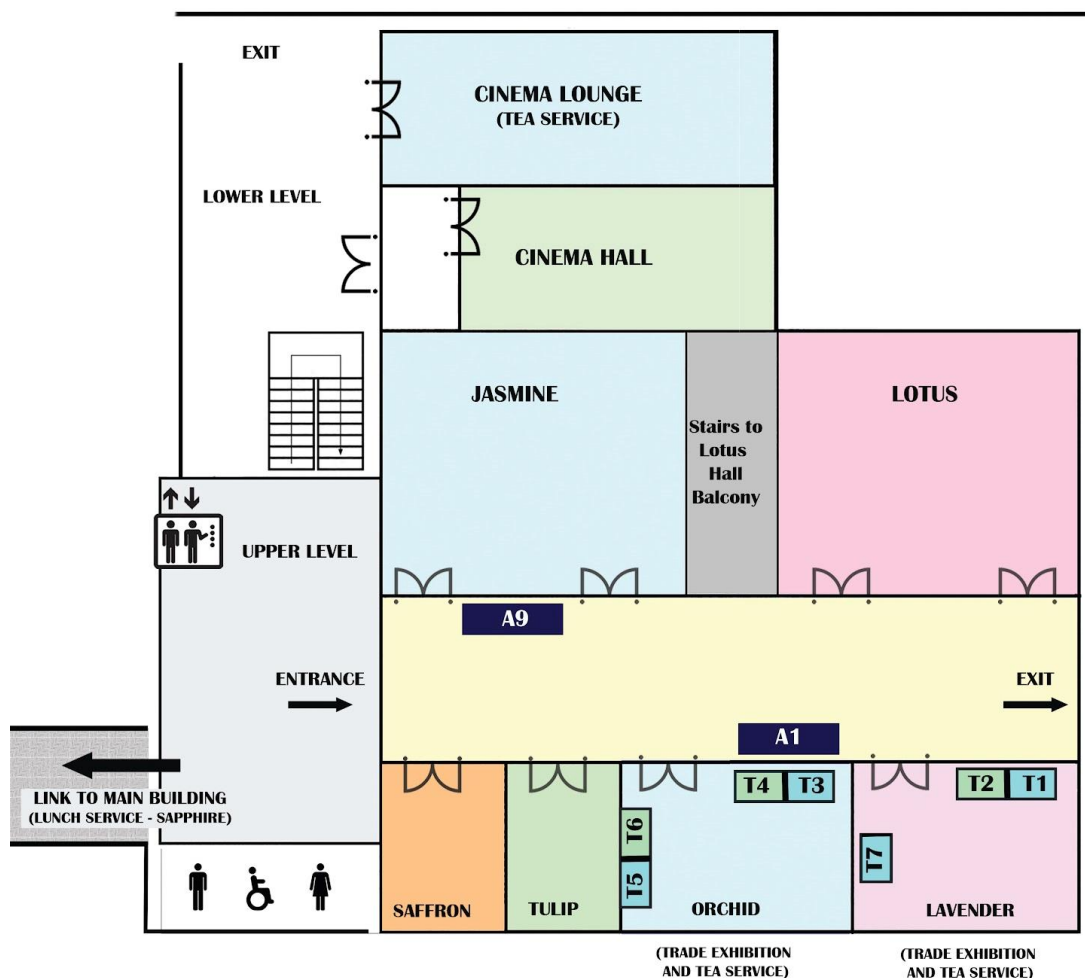 EXIT
CINEMA LOUNGE
(TEA SERVICE)
LOWER LEVEL
CINEMA HALL
JASMINE
LOTUS
Stairs to
Lotus
Hall
Balcony
UPPER LEVEL
A9
ENTRANCE
EXIT
A1
LINK TO MAIN BUILDING
(LUNCH SERVICE - SAPPHIRE)
T4 T3
T2 T1
T6
T5
T7
SAFFRON
TULIP
ORCHID
LAVENDER
(TRADE EXHIBITION
AND TEA SERVICE)
(TRADE EXHIBITION
AND TEA SERVICE)